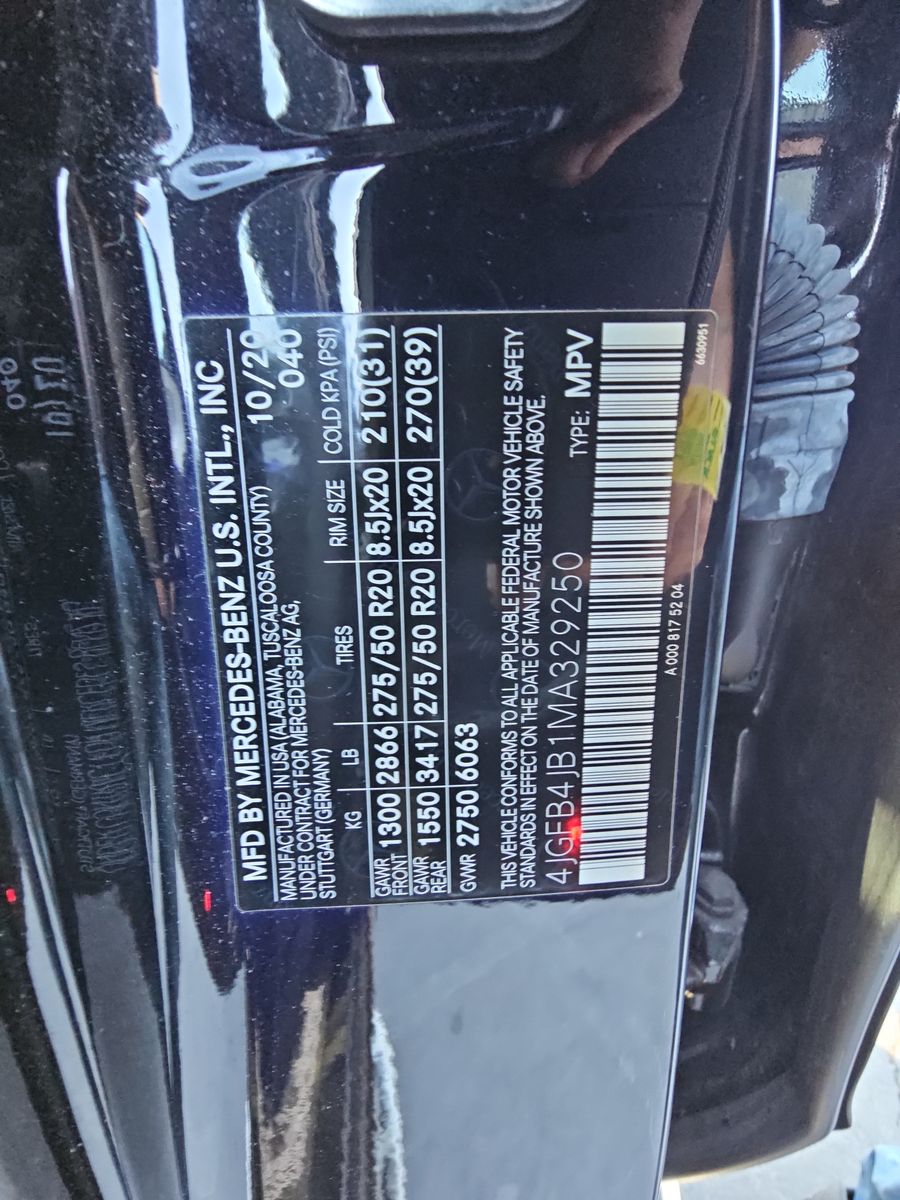 MFD BY MERCEDES-BENZ U.S. INTL., INC
MANUFACTURED IN USA (ALABAMA, TUSCALOOSA COUNTY) 10/20
UNDER CONTRACT FOR MERCEDES-BENZ AG, 040
STUTTGART (GERMANY)
KG LB TIRES RIM SIZE COLD KPA (PSI)
GAWR FRONT 1300 2866 275/50 R20 8.5Jx20 210(31)
GAWR REAR 1550 3417 275/50 R20 8.5Jx20 270(39)
GVWR 2750 6063
THIS VEHICLE CONFORMS TO ALL APPLICABLE FEDERAL MOTOR VEHICLE SAFETY
STANDARDS IN EFFECT ON THE DATE OF MANUFACTURE SHOWN ABOVE.
4JGFB4JB1MA329250 TYPE: MPV
A 000 817 52 04 6630951